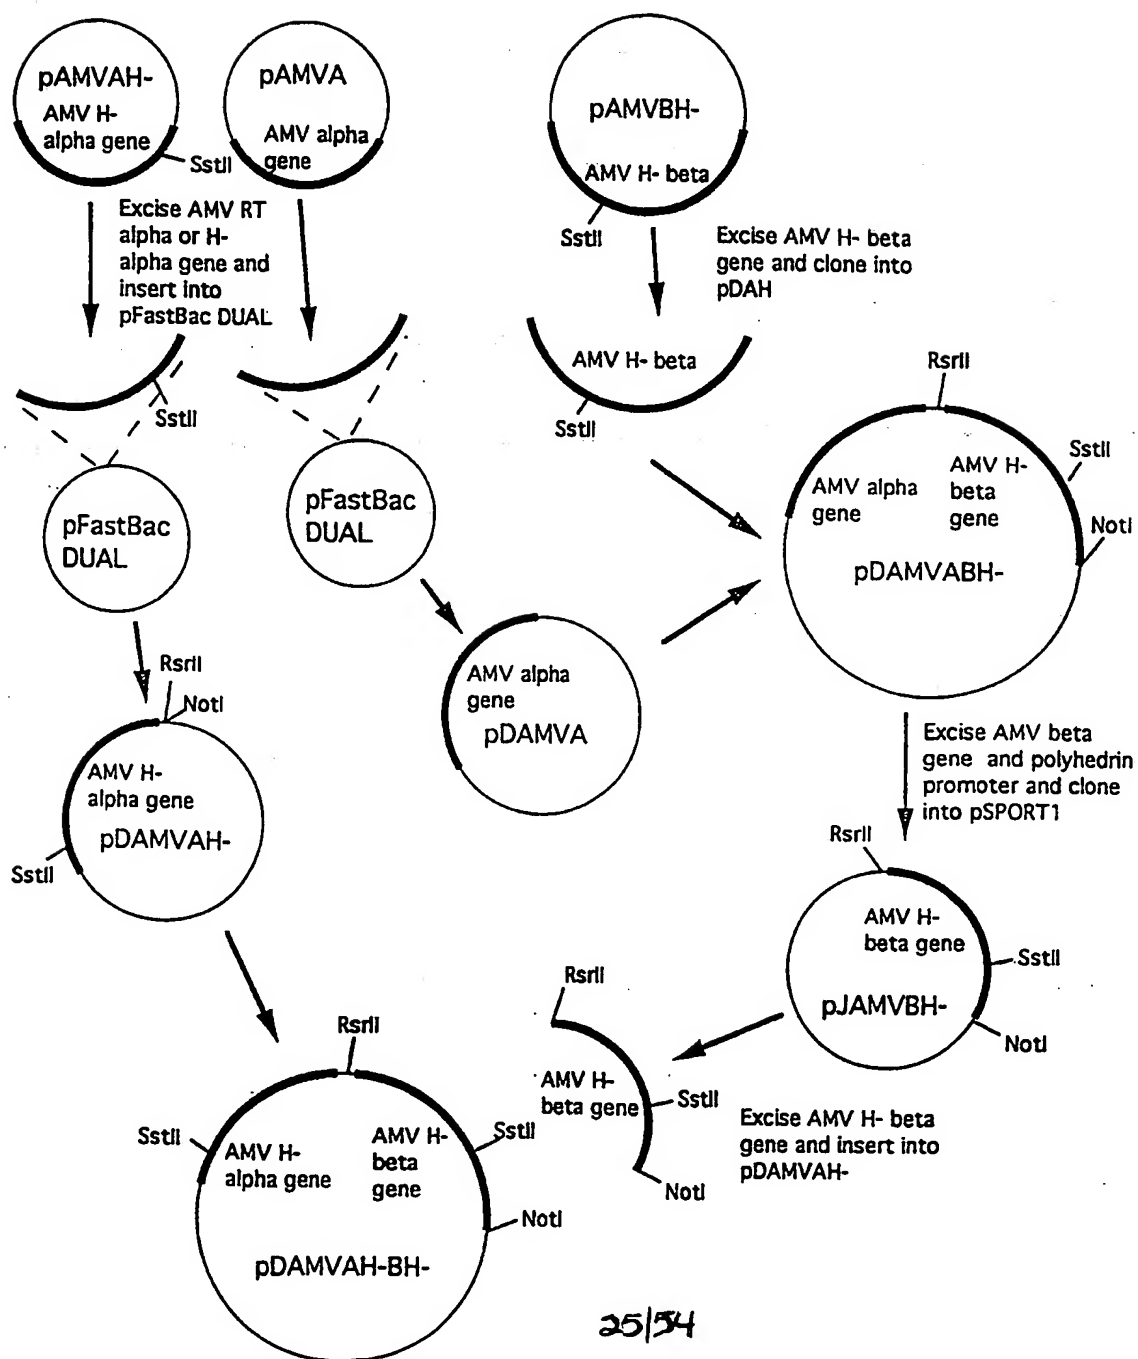 pAMVAH-
AMV H-
alpha gene
SstII
pAMVA
AMV alpha
gene
pAMVBH-
AMV H- beta
SstII
Excise AMV RT
alpha or H-
alpha gene and
insert into
pFastBac DUAL
Excise AMV H- beta
gene and clone into
pDAH
SstII
AMV H- beta
SstII
pFastBac
DUAL
pFastBac
DUAL
RsrII
AMV alpha
gene
AMV H-
beta
gene
SstII
NotI
pDAMVABH-
RsrII
NotI
AMV H-
alpha gene
pDAMVAH-
SstII
AMV alpha
gene
pDAMVA
Excise AMV beta
gene and polyhedrin
promoter and clone
into pSPORT1
RsrII
AMV H-
beta gene
SstII
pJAMVBH-
NotI
RsrII
AMV H-
beta gene
SstII
NotI
Excise AMV H- beta
gene and insert into
pDAMVAH-
RsrII
SstII
AMV H-
alpha gene
AMV H-
beta
gene
SstII
NotI
pDAMVAH-BH-
25/54